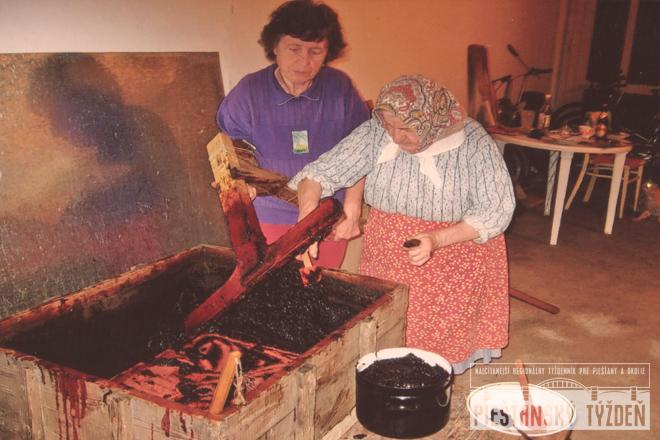 NAJČÍTANEJŠÍ REGIONÁLNY TÝŽDENNÍK PRE PIEŠŤANY A OKOLIE
PIEŠŤANSKÝ TÝŽDEŇ